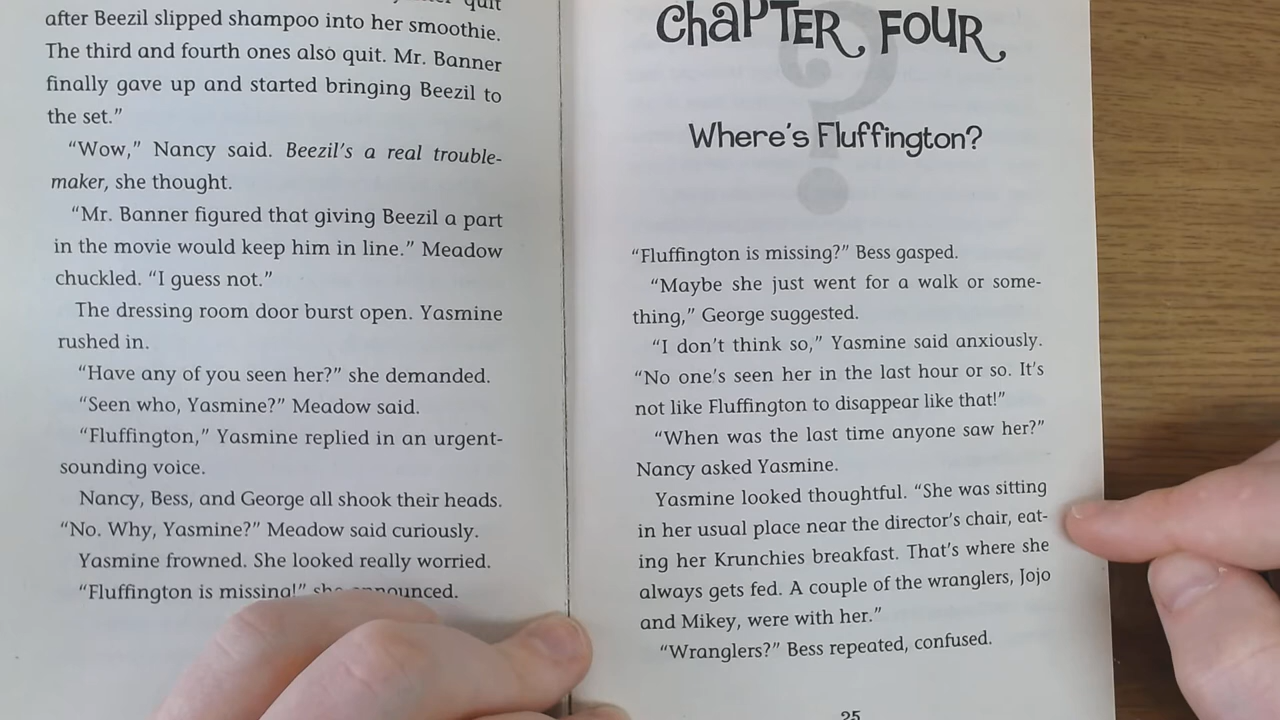 quit
after Beezil slipped shampoo into her smoothie.
The third and fourth ones also quit. Mr. Banner
finally gave up and started bringing Beezil to
the set.”
“Wow,” Nancy said. Beezil’s a real trouble-
maker, she thought.
“Mr. Banner figured that giving Beezil a part
in the movie would keep him in line.” Meadow
chuckled. “I guess not.”
The dressing room door burst open. Yasmine
rushed in.
“Have any of you seen her?” she demanded.
“Seen who, Yasmine?” Meadow said.
“Fluffington,” Yasmine replied in an urgent-
sounding voice.
Nancy, Bess, and George all shook their heads.
“No. Why, Yasmine?” Meadow said curiously.
Yasmine frowned. She looked really worried.
“Fluffington is missing!” she announced.
ChaPTER FOUR
Where’s Fluffington?
“Fluffington is missing?” Bess gasped.
“Maybe she just went for a walk or some-
thing,” George suggested.
“I don’t think so,” Yasmine said anxiously.
“No one’s seen her in the last hour or so. It’s
not like Fluffington to disappear like that!”
“When was the last time anyone saw her?”
Nancy asked Yasmine.
Yasmine looked thoughtful. “She was sitting
in her usual place near the director’s chair, eat-
ing her Krunchies breakfast. That’s where she
always gets fed. A couple of the wranglers, Jojo
and Mikey, were with her.”
“Wranglers?” Bess repeated, confused.
25